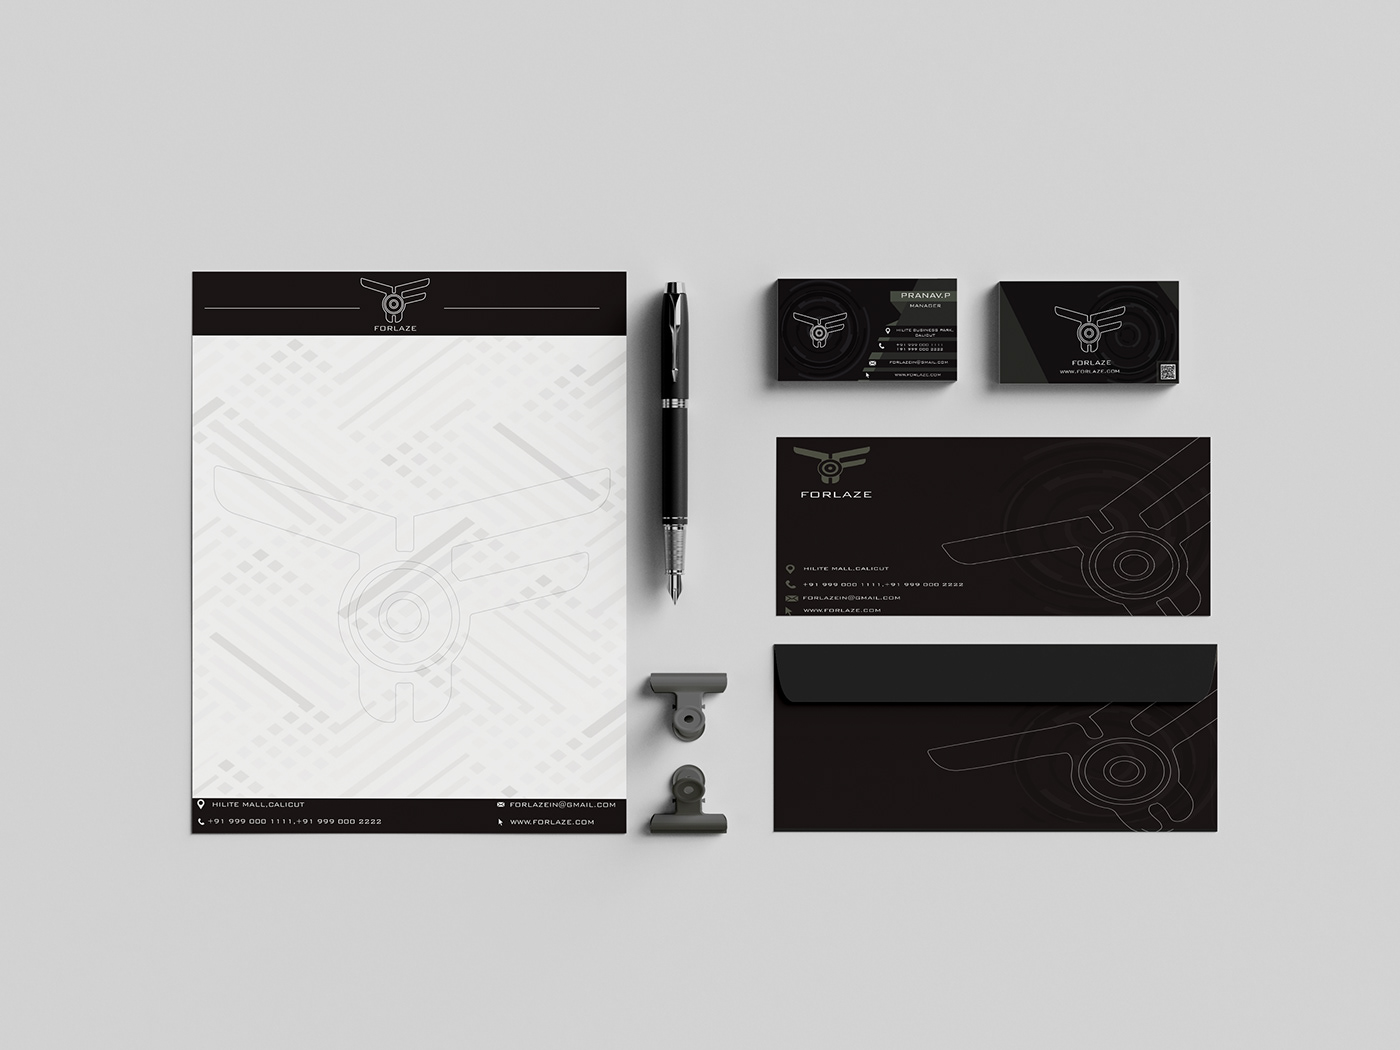 FORLAZE
HILITE MALL,CALICUT
+91 999 000 1111,+91 999 000 2222
FORLAZEIN@GMAIL.COM
WWW.FORLAZE.COM
PRANAV.P
MANAGER
HILITE BUSINESS PARK,
CALICUT
+91 999 000 1111
+91 999 000 2222
FORLAZEIN@GMAIL.COM
WWW.FORLAZE.COM
FORLAZE
WWW.FORLAZE.COM
FORLAZE
HILITE MALL,CALICUT
+91 999 000 1111,+91 999 000 2222
FORLAZEIN@GMAIL.COM
WWW.FORLAZE.COM